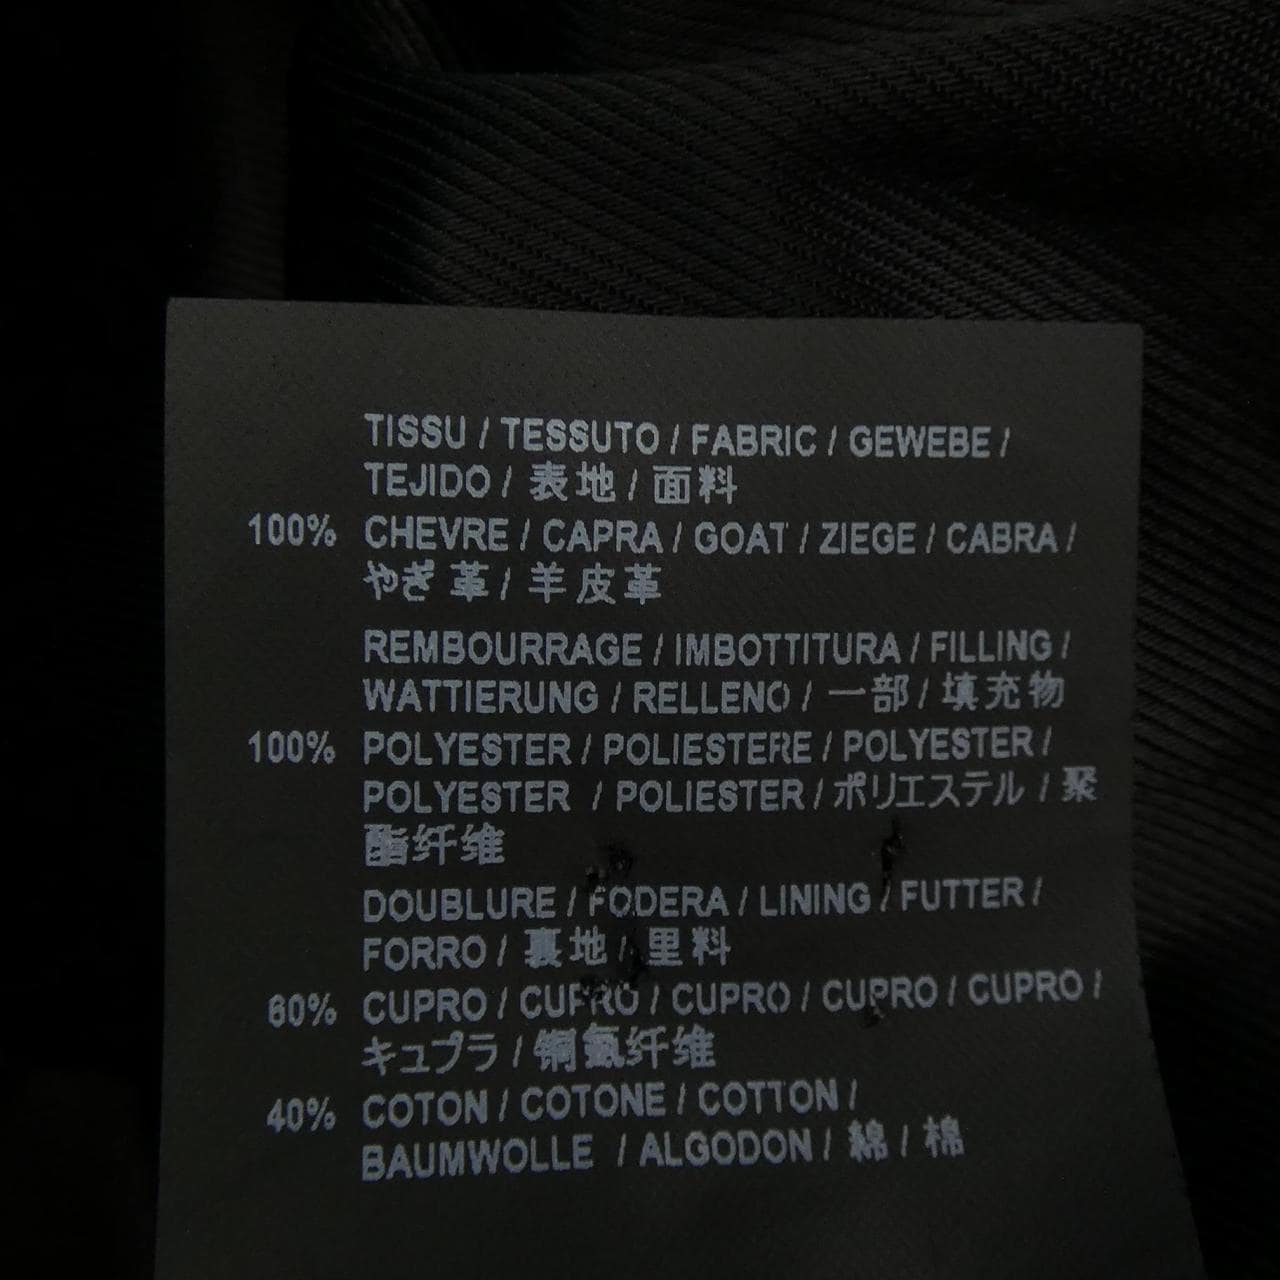 TISSU / TESSUTO / FABRIC / GEWEBE /
TEJIDO / 表地 / 面料
100% CHEVRE / CAPRA / GOAT / ZIEGE / CABRA /
やぎ革 / 羊皮革
REMBOURRAGE / IMBOTTITURA / FILLING /
WATTIERUNG / RELLENO / 一部 / 填充物
100% POLYESTER / POLIESTERE / POLYESTER /
POLYESTER / POLIESTER / ポリエステル / 聚
酯纤维
DOUBLURE / FODERA / LINING / FUTTER /
FORRO / 裏地 / 里料
60% CUPRO / CUPRO / CUPRO / CUPRO / CUPRO /
キュプラ / 铜氨纤维
40% COTON / COTONE / COTTON /
BAUMWOLLE / ALGODON / 綿 / 棉